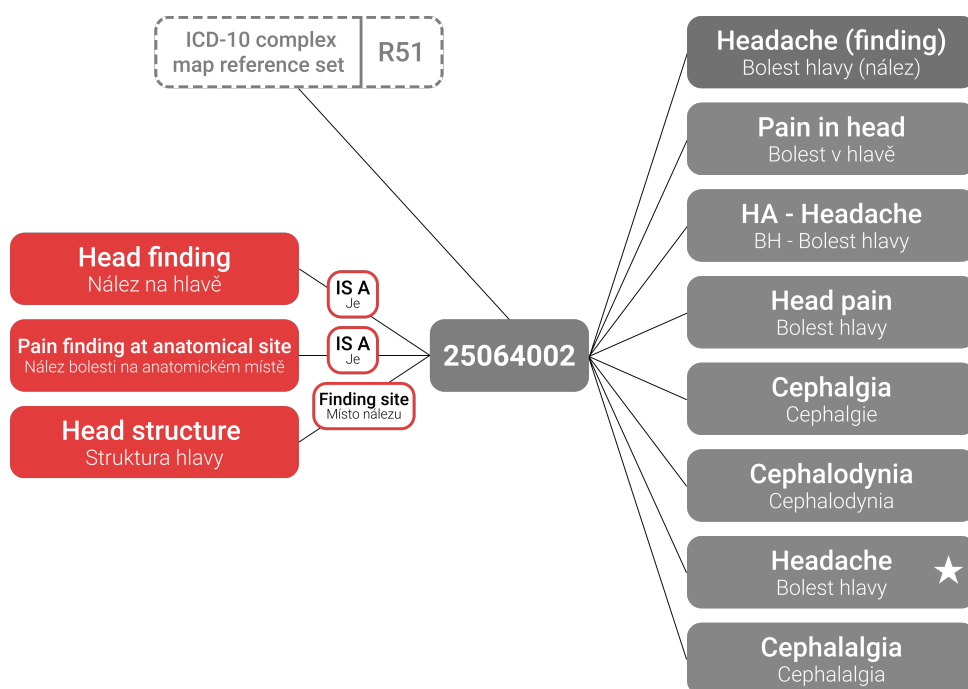 ICD-10 complex
map reference set
R51
Head finding
Nález na hlavě
Pain finding at anatomical site
Nález bolesti na anatomickém místě
Head structure
Struktura hlavy
IS A
Je
IS A
Je
Finding site
Místo nálezu
25064002
Headache (finding)
Bolest hlavy (nález)
Pain in head
Bolest v hlavě
HA - Headache
BH - Bolest hlavy
Head pain
Bolest hlavy
Cephalgia
Cephalgie
Cephalodynia
Cephalodynia
Headache
Bolest hlavy
Cephalalgia
Cephalalgia